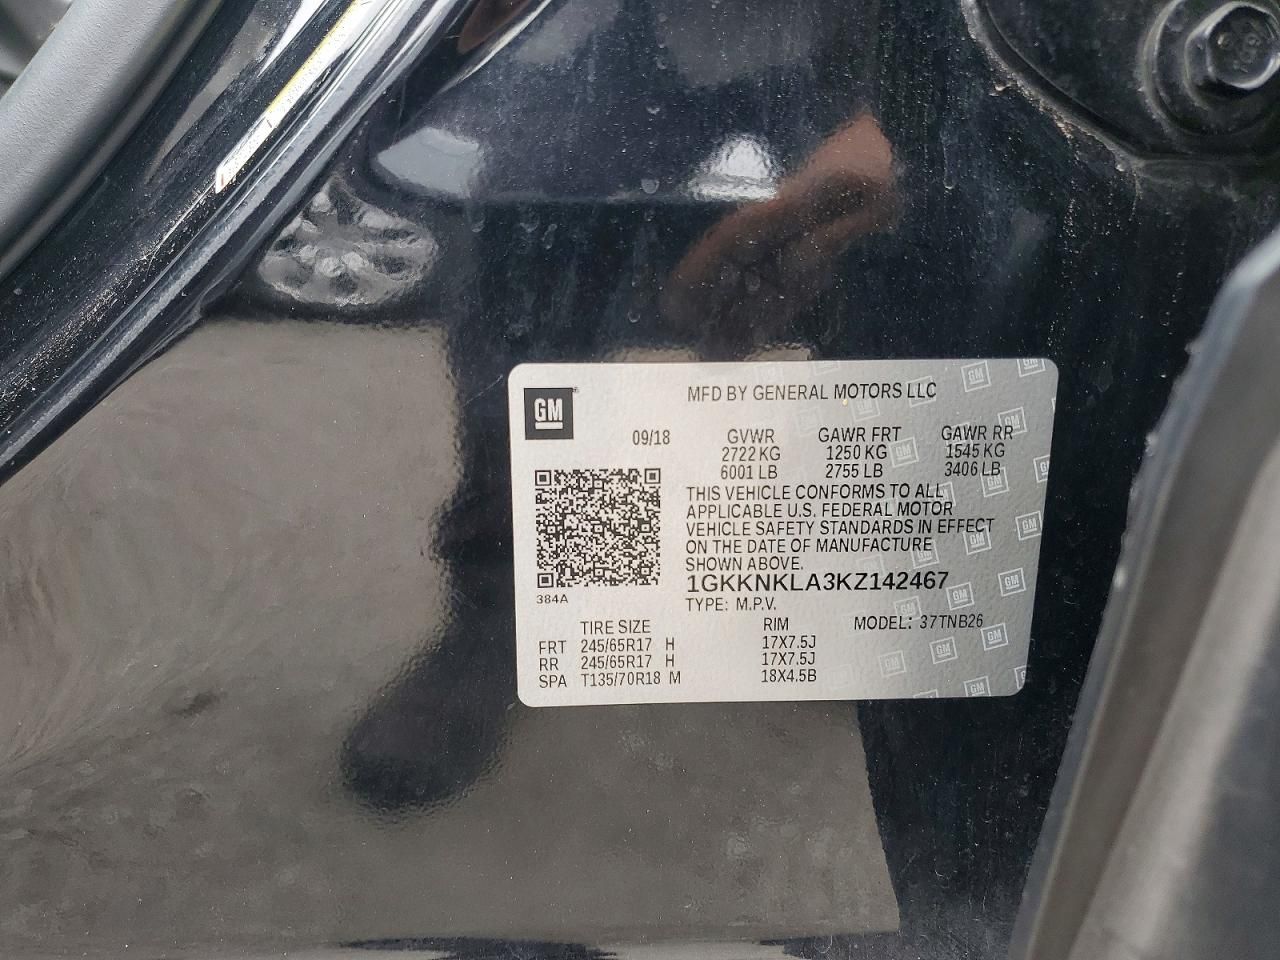 GM
MFD BY GENERAL MOTORS LLC
09/18
GVWR GAWR FRT GAWR RR
2722 KG 1250 KG 1545 KG
6001 LB 2755 LB 3406 LB
THIS VEHICLE CONFORMS TO ALL
APPLICABLE U.S. FEDERAL MOTOR
VEHICLE SAFETY STANDARDS IN EFFECT
ON THE DATE OF MANUFACTURE
SHOWN ABOVE.
384A
1GKKNKLA3KZ142467
TYPE: M.P.V.
TIRE SIZE RIM MODEL: 37TNB26
FRT 245/65R17 H 17X7.5J
RR 245/65R17 H 17X7.5J
SPA T135/70R18 M 18X4.5B